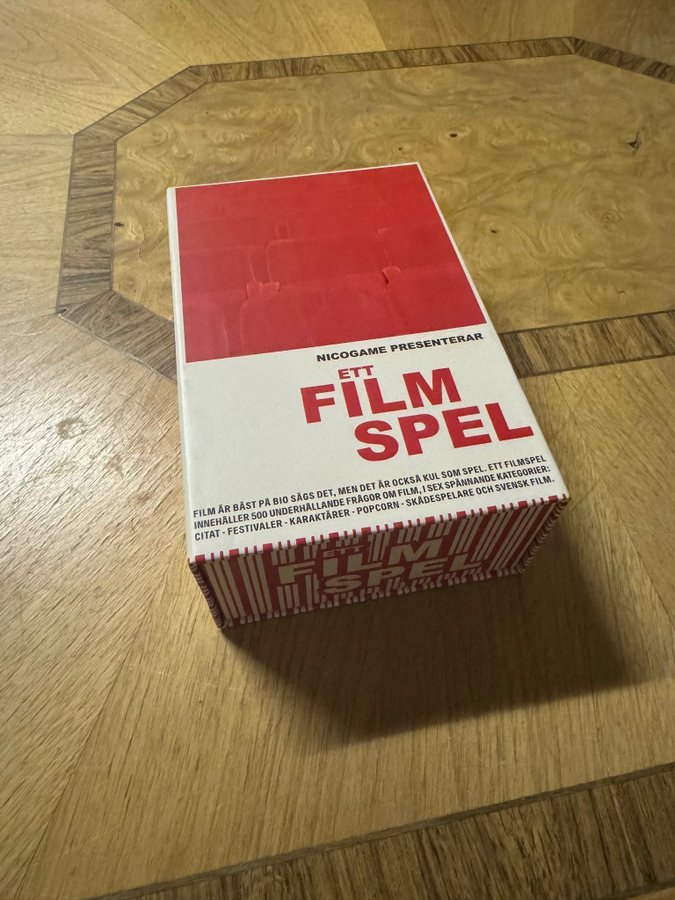 NICOGAME PRESENTERAR
ETT
FILM
SPEL
FILM ÄR BÄST PÅ BIO SÄGS DET, MEN DET ÄR OCKSÅ KUL SOM SPEL. ETT FILMSPEL
INNEHÅLLER 500 UNDERHÅLLANDE FRÅGOR OM FILM, I SEX SPÄNNANDE KATEGORIER:
CITAT - FESTIVALER - KARAKTÄRER - POPCORN - SKÅDESPELARE OCH SVENSK FILM.
ETT
FILM
SPEL